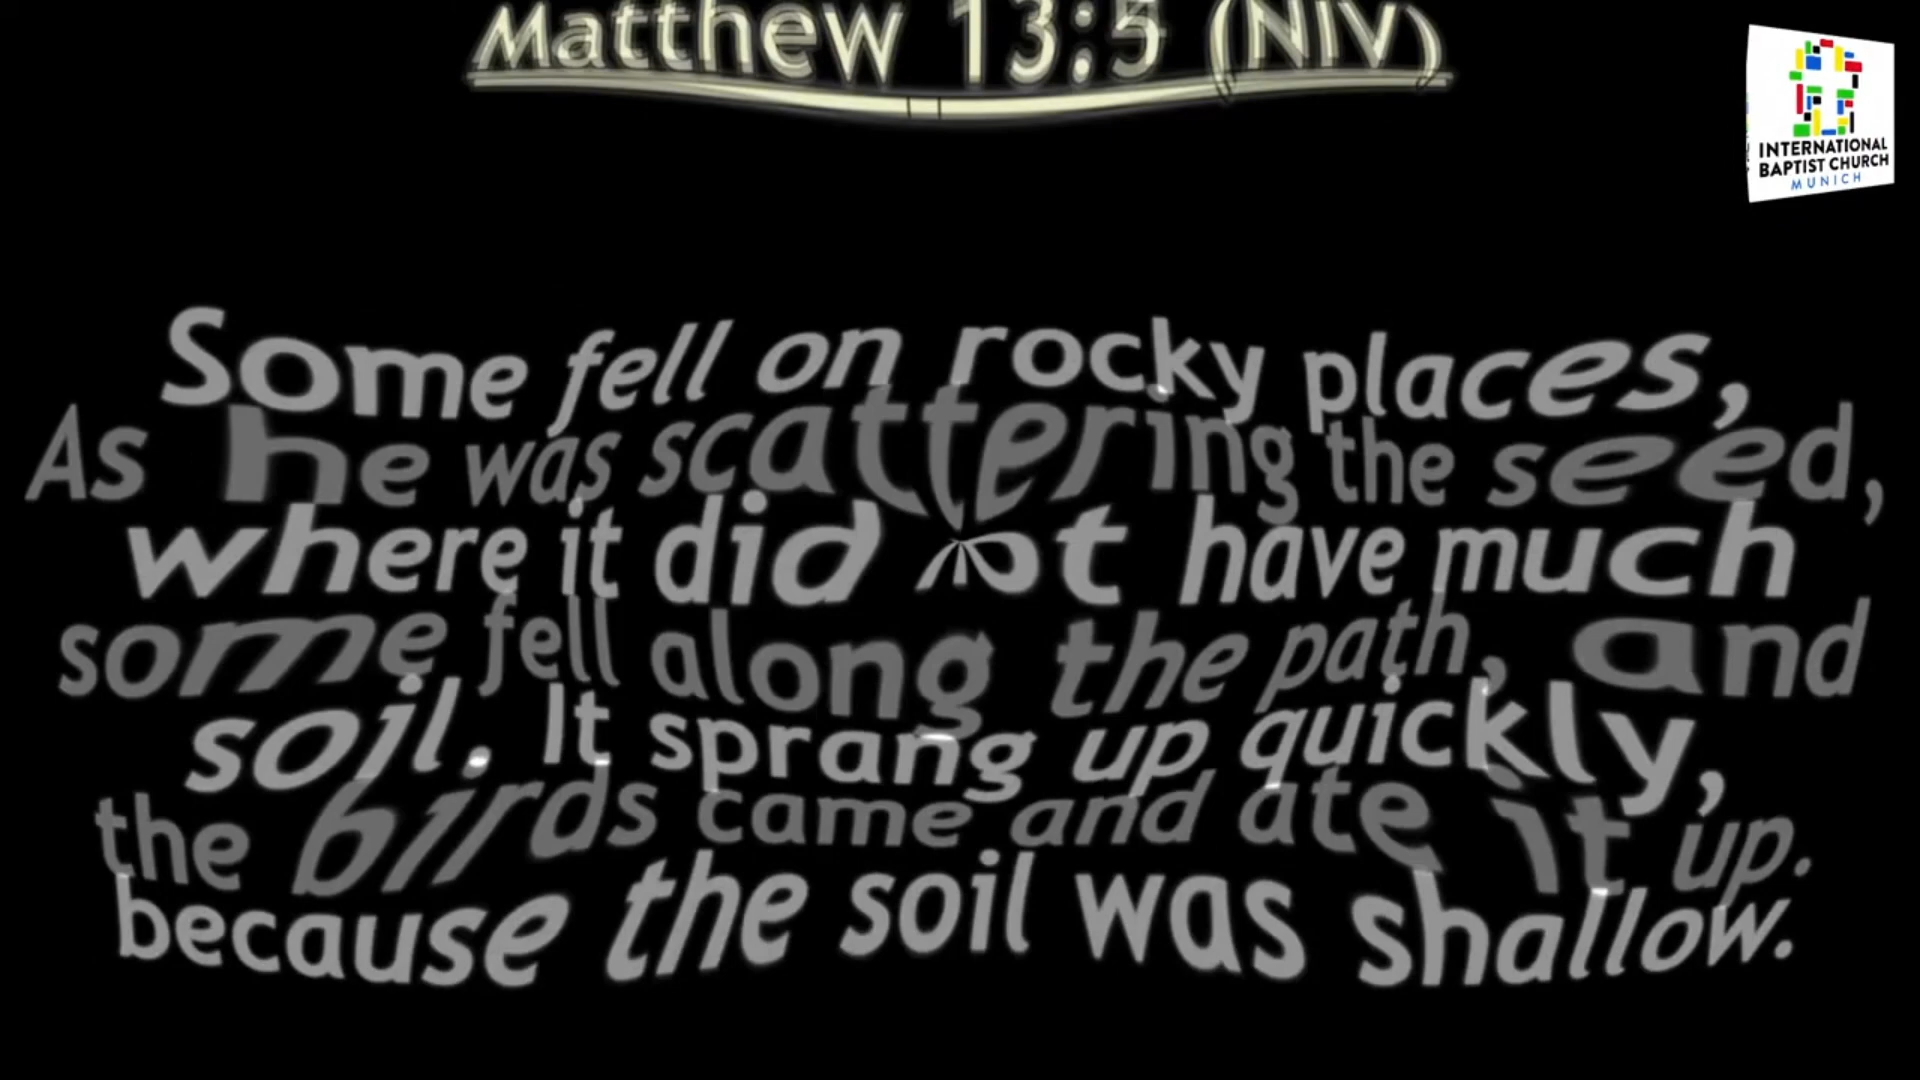 Matthew 13:5 (NIV)
INTERNATIONAL
BAPTIST CHURCH
MUNICH
Some fell on rocky places,
As he was scattering the seed,
where it did have much
some fell along the path, and
soil. It sprang up quickly,
the birds came and ate it up.
because the soil was shallow.